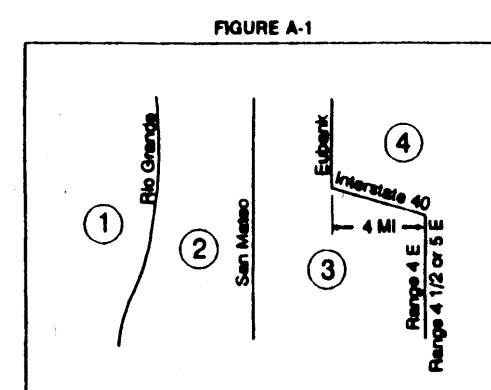 FIGURE A-1
Rio Grande
San Mateo
Eubank
Interstate 40
4 MI
Range 4 E
Range 4 1/2 or 5 E
1
2
3
4